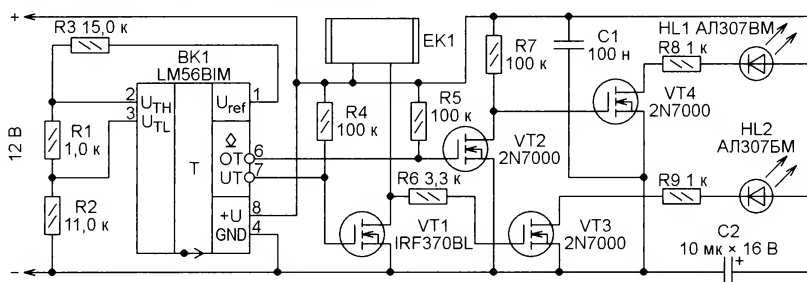 +
12 В
−
R3 15,0 к
BK1
LM56BIM
2
3
U_TH
U_TL
T
U_ref
1
OT
6
UT
7
+U
8
GND
4
R1
1,0 к
R2
11,0 к
EK1
R4
100 к
R5
100 к
R6 3,3 к
VT1
IRF370BL
R7
100 к
VT2
2N7000
C1
100 н
VT3
2N7000
VT4
2N7000
HL1 АЛ307ВМ
R8 1 к
HL2
АЛ307БМ
R9 1 к
C2
10 мк × 16 В
+